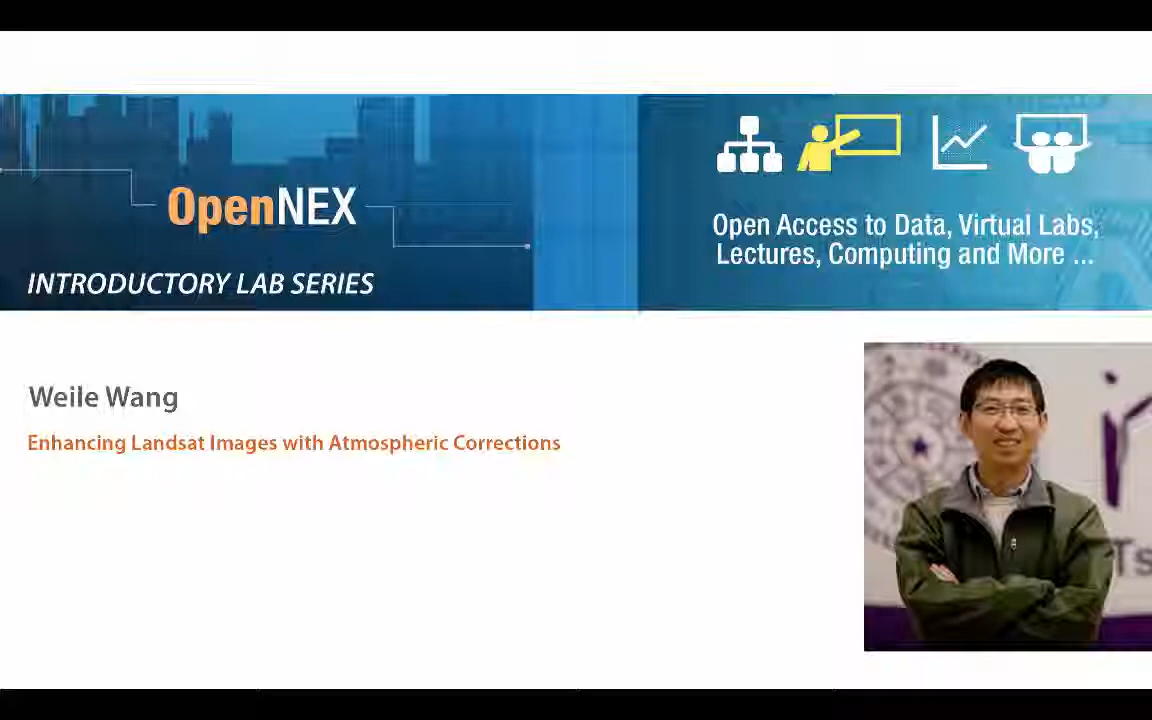 OpenNEX
INTRODUCTORY LAB SERIES
Open Access to Data, Virtual Labs,
Lectures, Computing and More ...
Weile Wang
Enhancing Landsat Images with Atmospheric Corrections
Ts